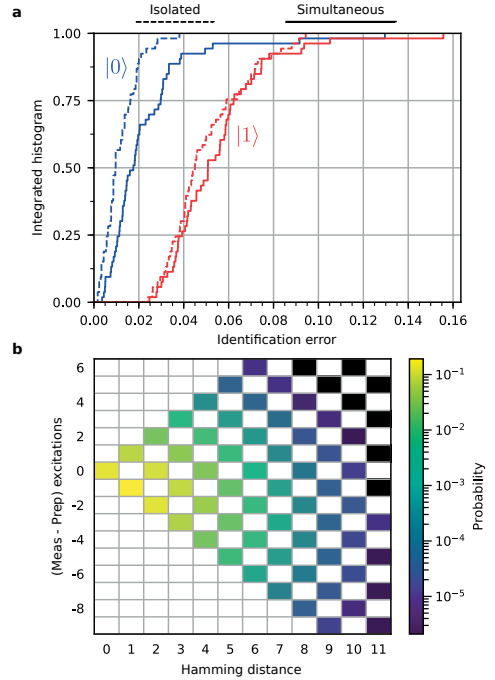 Isolated
Simultaneous
a
1.00
0.75
0.50
0.25
0.00
Integrated histogram
|0⟩
|1⟩
0.00 0.02 0.04 0.06 0.08 0.10 0.12 0.14 0.16
Identification error
b
(Meas - Prep) excitations
6
4
2
0
-2
-4
-6
-8
0 1 2 3 4 5 6 7 8 9 10 11
Hamming distance
10⁻¹
10⁻²
10⁻³
10⁻⁴
10⁻⁵
Probability